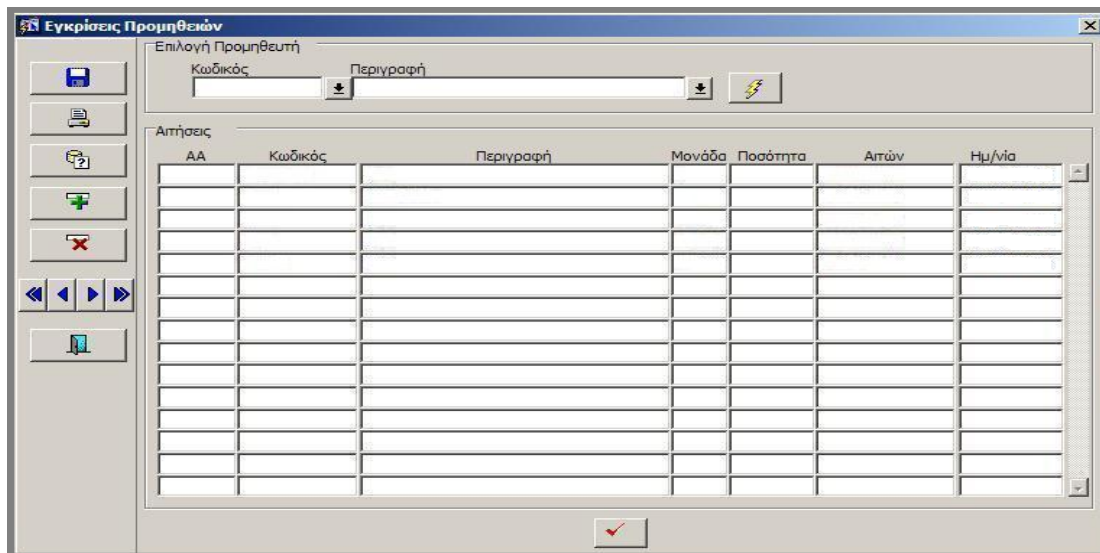 Εγκρίσεις Προμηθειών
Επιλογή Προμηθευτή
Κωδικός Περιγραφή
Αιτήσεις
ΑΑ Κωδικός Περιγραφή Μονάδα Ποσότητα Αιτών Ημ/νία